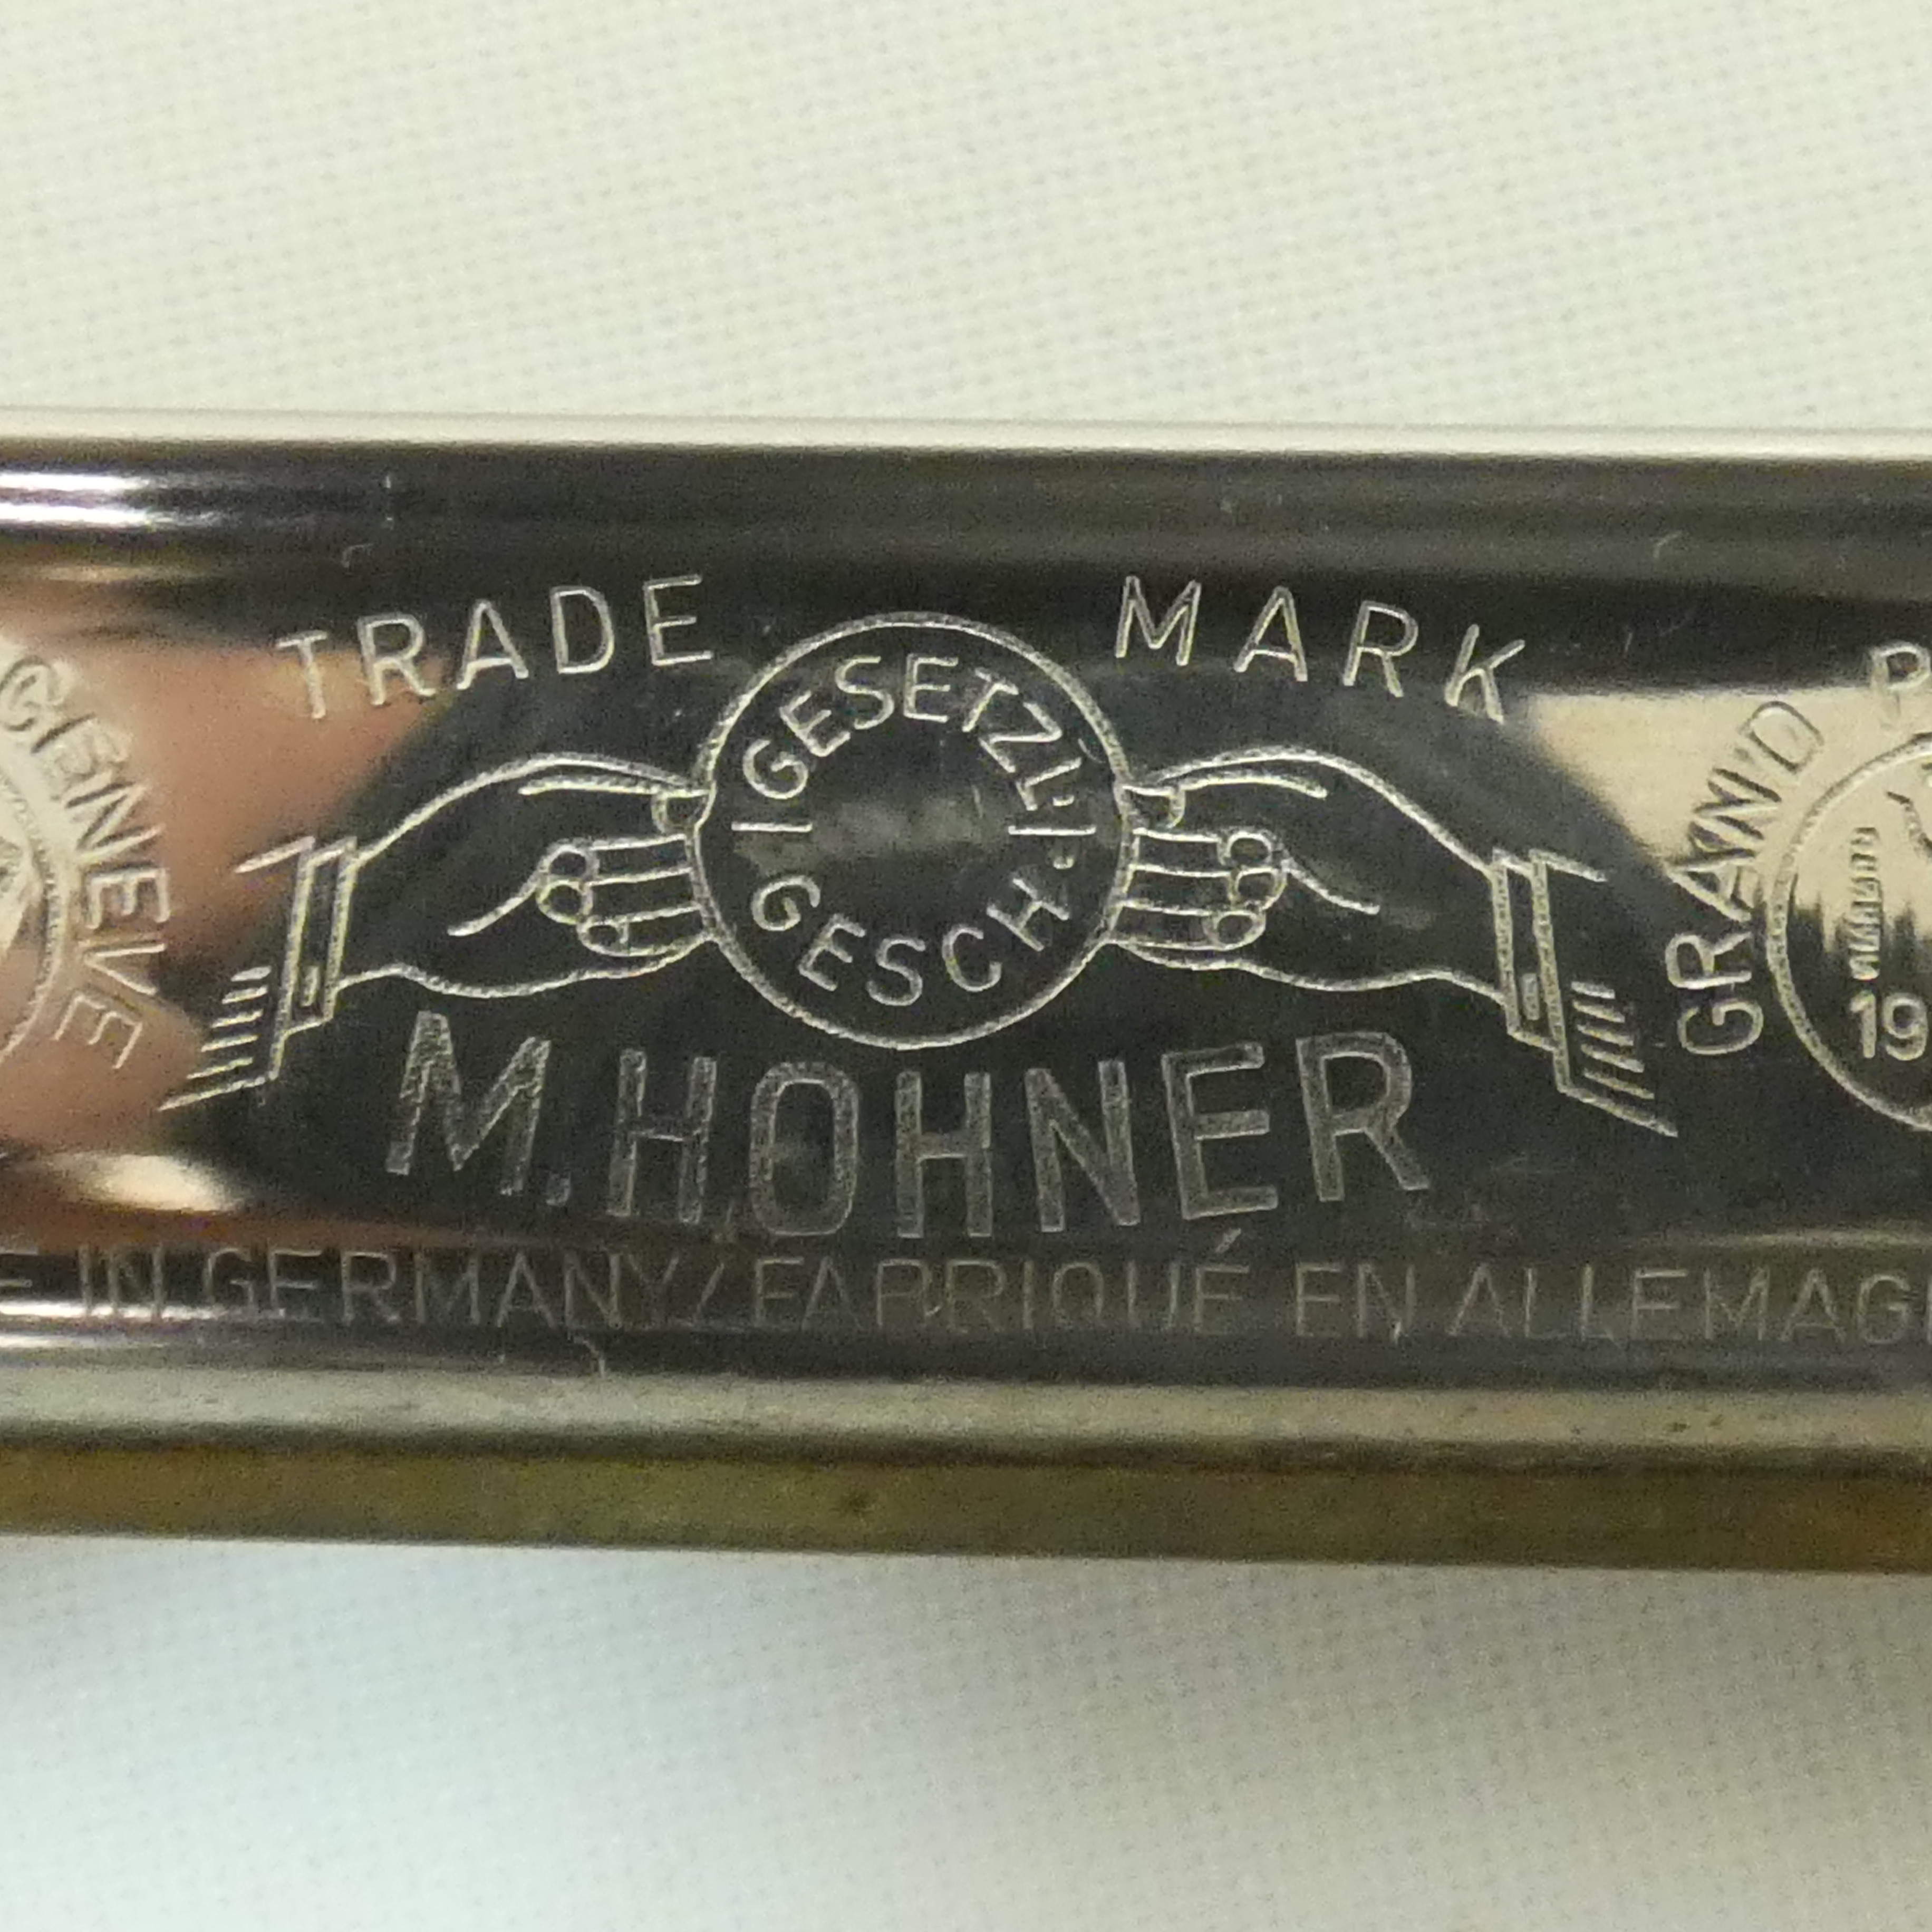 TRADE MARK
GENEVE
GESETZL.
GESCH.
GRAND
19
M.HOHNER
IN GERMANY/FABRIQUÉ EN ALLEMAG